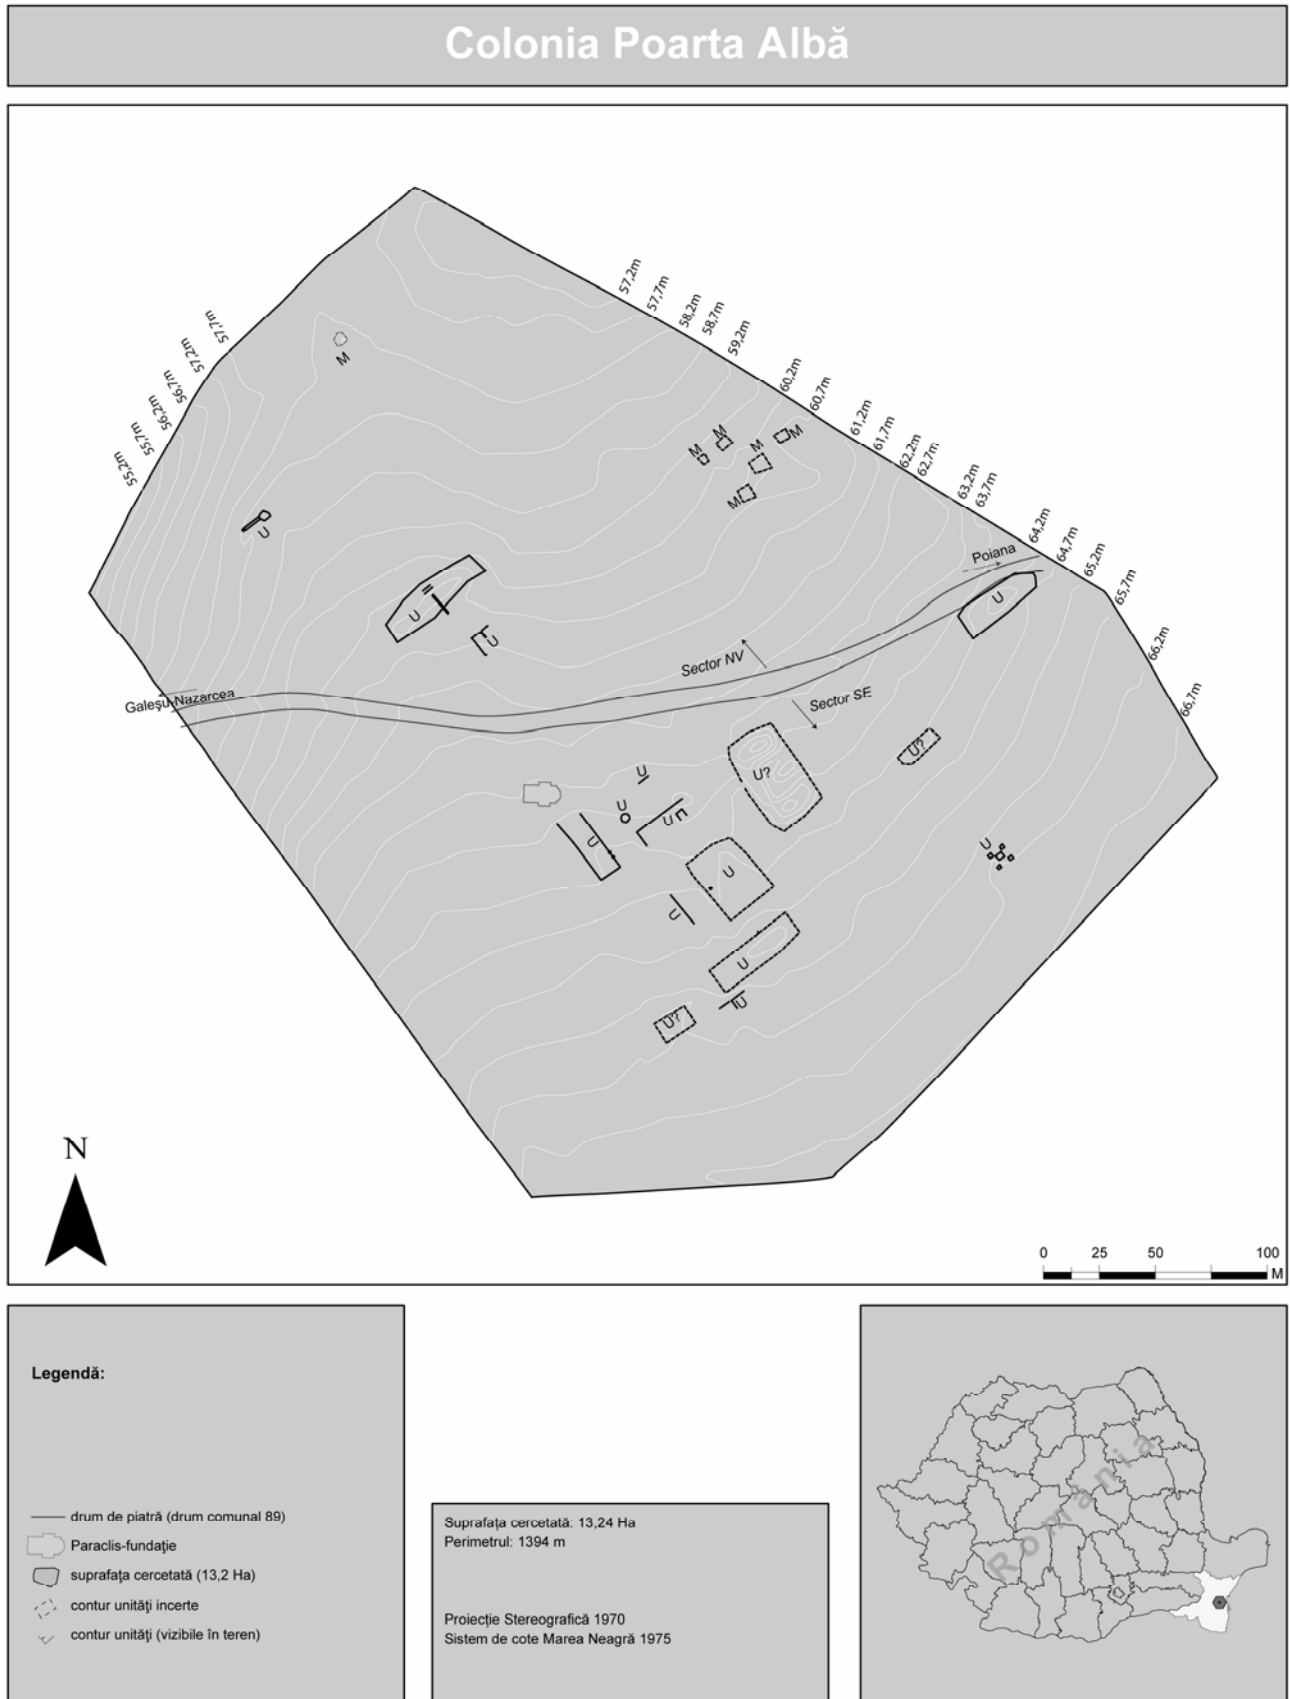 Colonia Poarta Albă
57,2m
57,7m
58,2m
58,7m
59,2m
60,2m
60,7m
61,2m
61,7m
62,2m
62,7m
63,2m
63,7m
64,2m
64,7m
65,2m
65,7m
66,2m
66,7m
57,7m
57,2m
56,7m
56,2m
55,7m
55,2m
M
M
M
M
M
M
U
U
U
Poiana
U
Sector NV
Sector SE
Galeşu-Nazarcea
U?
U?
U
U
U
U
U
U
U
U
U
U?
N
0 25 50 100
M
Legendă:
drum de piatră (drum comunal 89)
Paraclis-fundaţie
suprafaţa cercetată (13,2 Ha)
contur unităţi incerte
contur unităţi (vizibile în teren)
Suprafaţa cercetată: 13,24 Ha
Perimetrul: 1394 m
Proiecţie Stereografică 1970
Sistem de cote Marea Neagră 1975
România